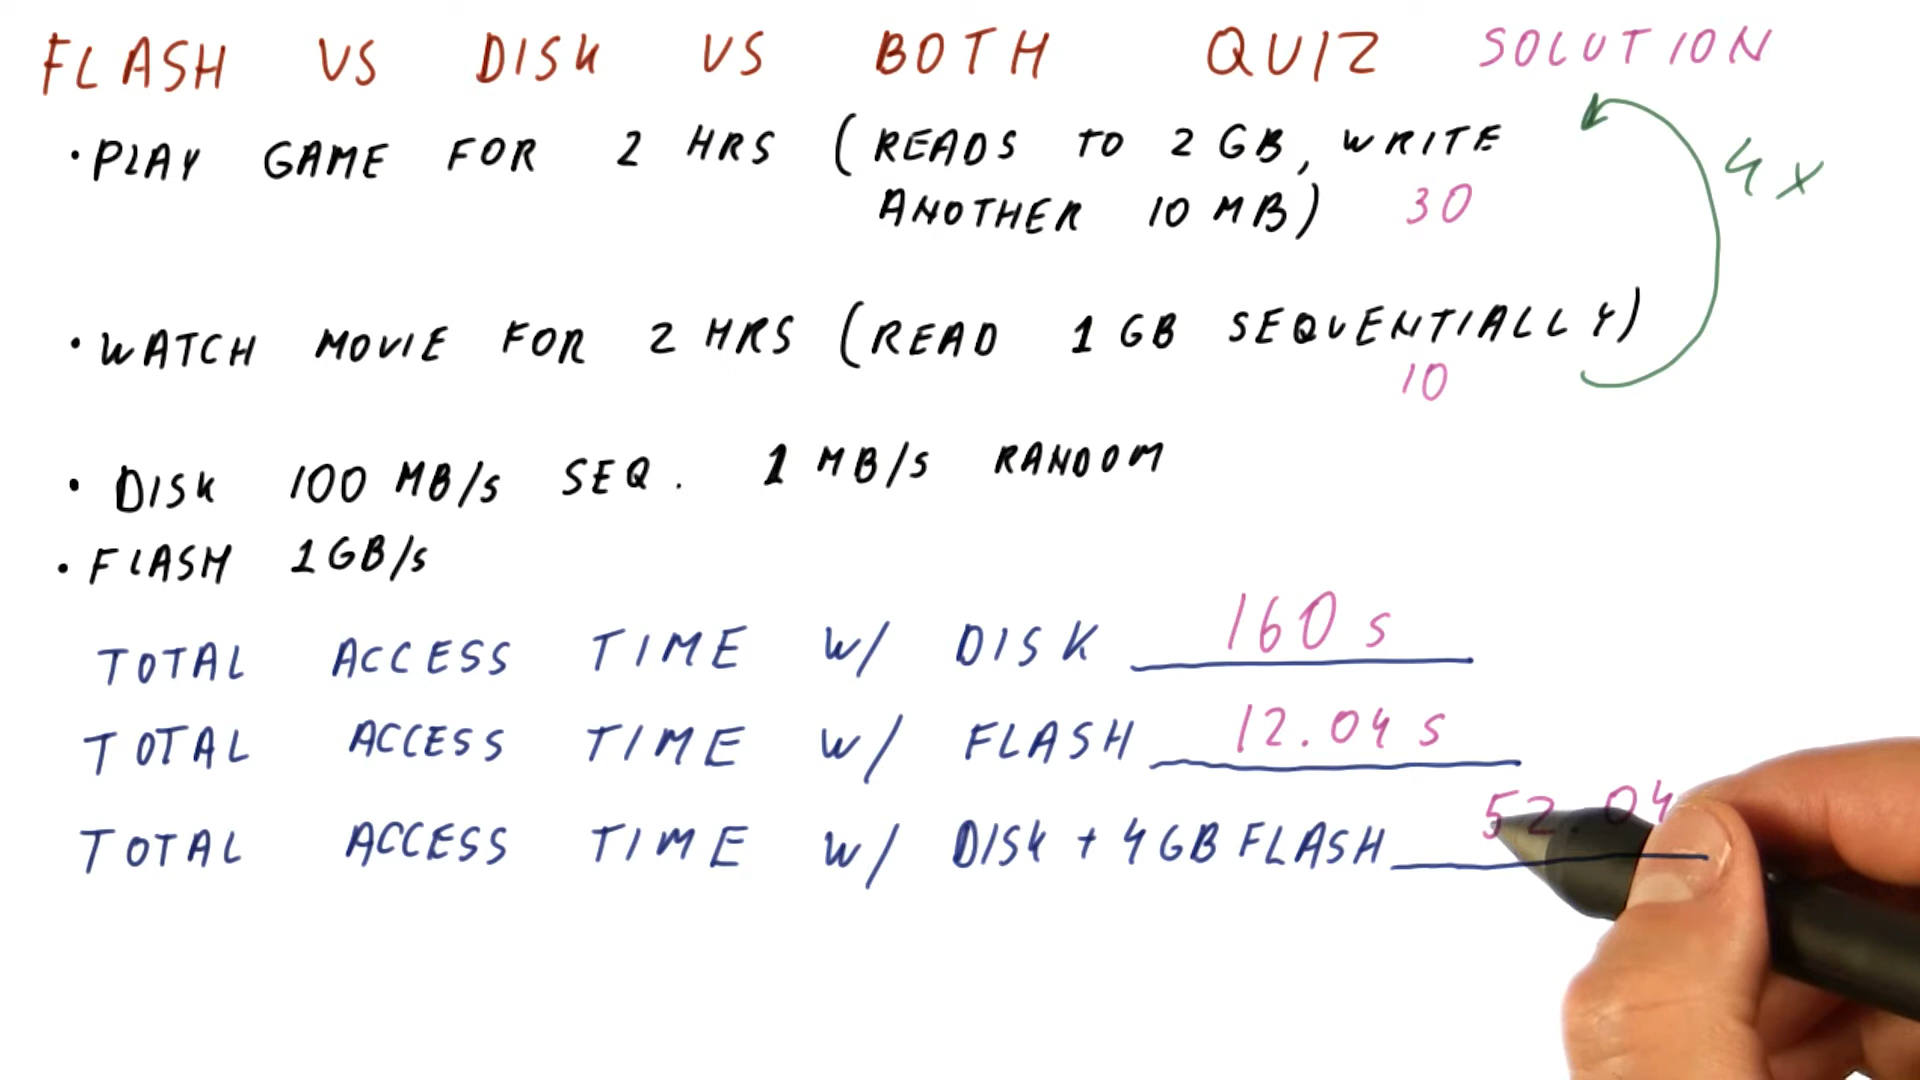 FLASH VS DISK VS BOTH QUIZ SOLUTION
• PLAY GAME FOR 2 HRS (READS TO 2 GB, WRITE
ANOTHER 10 MB) 30
4x
• WATCH MOVIE FOR 2 HRS (READ 1 GB SEQUENTIALLY)
10
• DISK 100 MB/s SEQ. 1 MB/s RANDOM
• FLASH 1GB/s
TOTAL ACCESS TIME W/ DISK 160 s
TOTAL ACCESS TIME W/ FLASH 12.04 s
TOTAL ACCESS TIME W/ DISK + 4GB FLASH 52.04